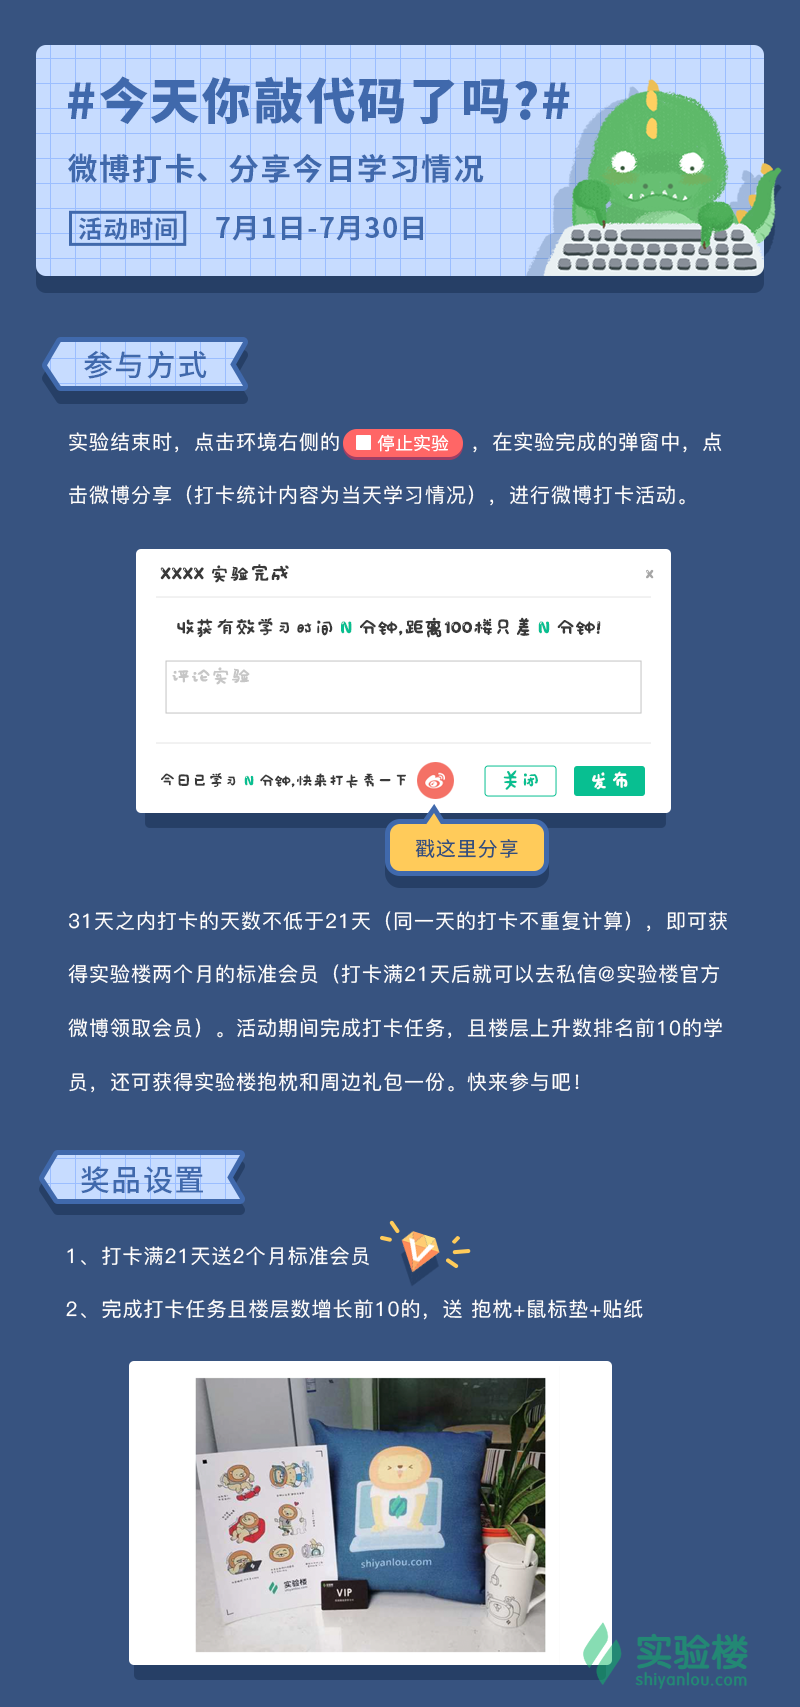 #今天你敲代码了吗?#
微博打卡、分享今日学习情况
活动时间 7月1日-7月30日
参与方式
实验结束时，点击环境右侧的 停止实验 ，在实验完成的弹窗中，点
击微博分享（打卡统计内容为当天学习情况），进行微博打卡活动。
XXXX 实验完成 x
收获有效学习时间 N 分钟,距离100楼只差 N 分钟!
评论实验
今日已学习 N 分钟,快来打卡秀一下 关闭 发布
戳这里分享
31天之内打卡的天数不低于21天（同一天的打卡不重复计算），即可获
得实验楼两个月的标准会员（打卡满21天后就可以去私信@实验楼官方
微博领取会员）。活动期间完成打卡任务，且楼层上升数排名前10的学
员，还可获得实验楼抱枕和周边礼包一份。快来参与吧！
奖品设置
1、打卡满21天送2个月标准会员
2、完成打卡任务且楼层数增长前10的，送 抱枕+鼠标垫+贴纸
shiyanlou.com
实验楼
shiyanlou.com
VIP
实验楼
shiyanlou.com